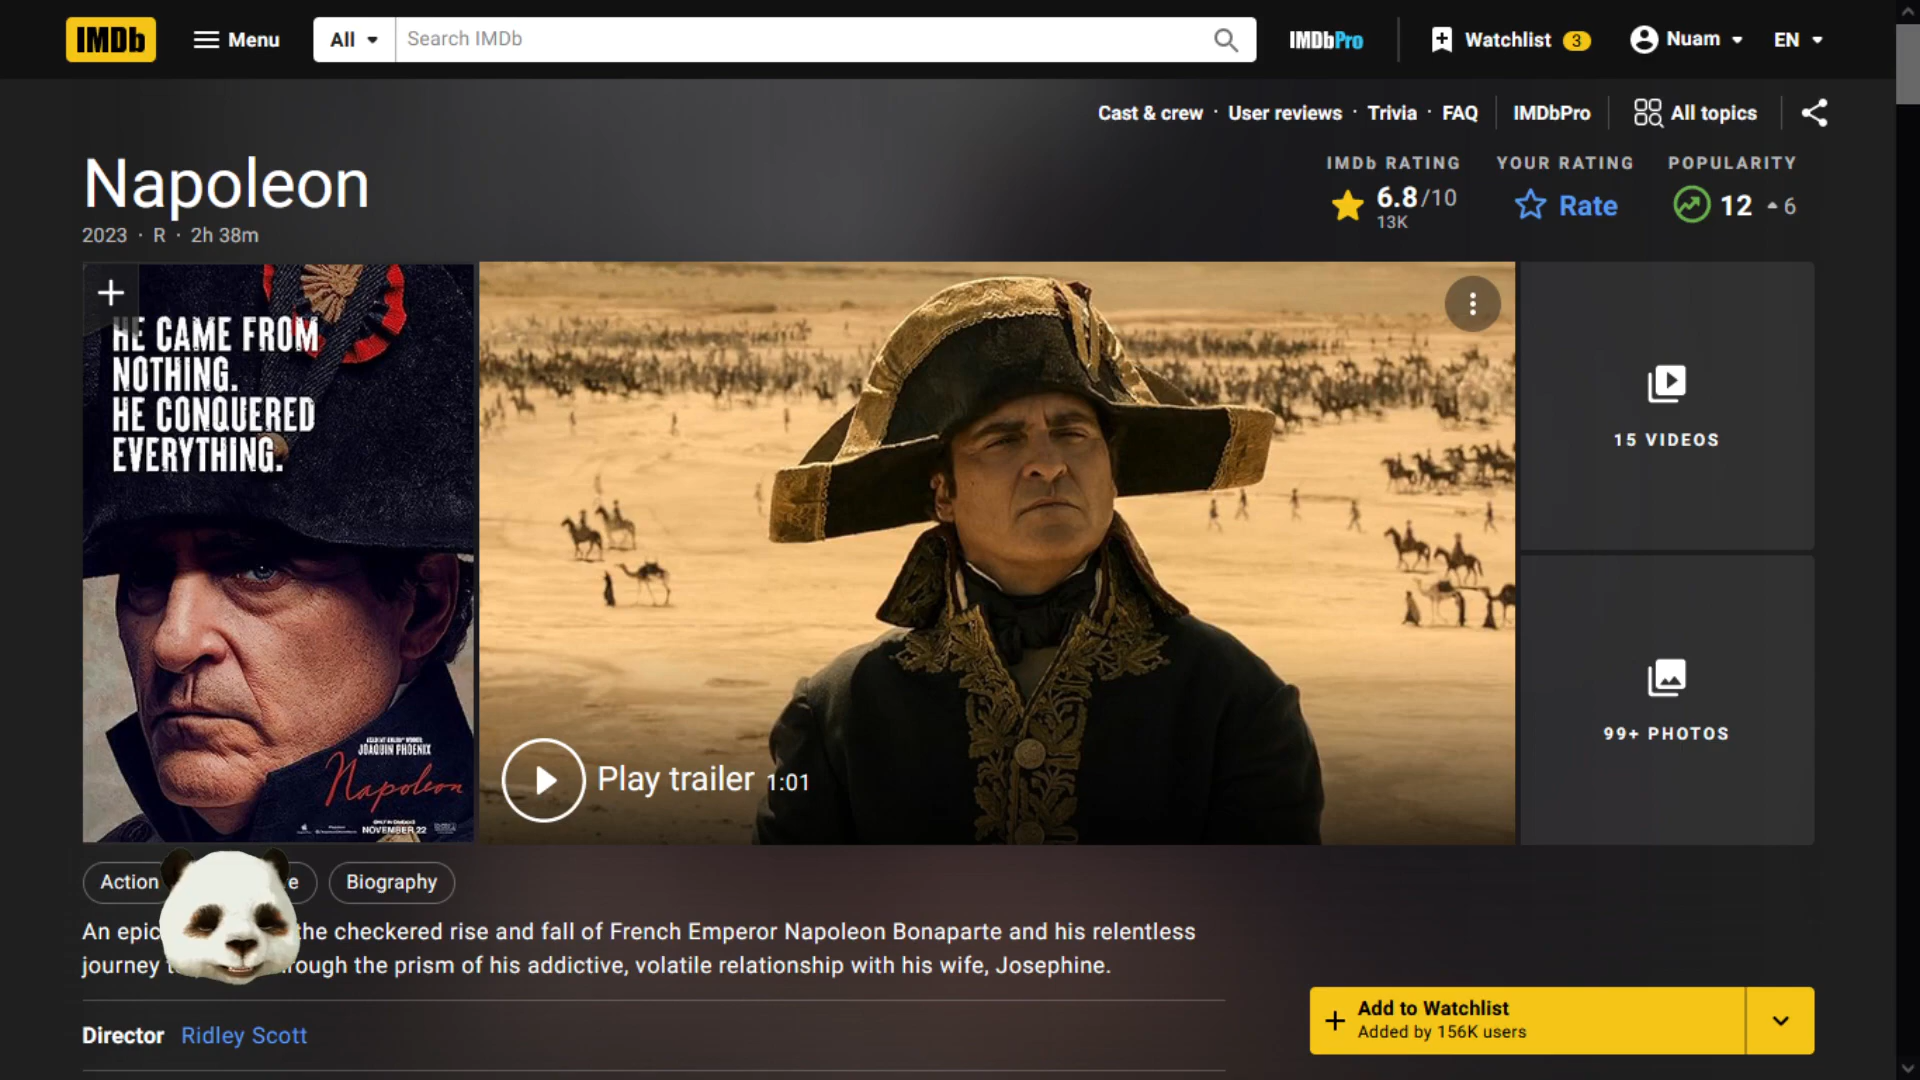 IMDb Menu All Search IMDb IMDbPro Watchlist 3 Nuam EN
Cast & crew · User reviews · Trivia · FAQ IMDbPro All topics
Napoleon
2023 · R · 2h 38m
IMDb RATING YOUR RATING POPULARITY
6.8/10 Rate 12 6
13K
HE CAME FROM
NOTHING.
HE CONQUERED
EVERYTHING.
JOAQUIN PHOENIX
Napoleon
NOVEMBER 22
Play trailer 1:01
15 VIDEOS
99+ PHOTOS
Action Biography
An epic the checkered rise and fall of French Emperor Napoleon Bonaparte and his relentless
journey through the prism of his addictive, volatile relationship with his wife, Josephine.
Director Ridley Scott
Add to Watchlist
Added by 156K users